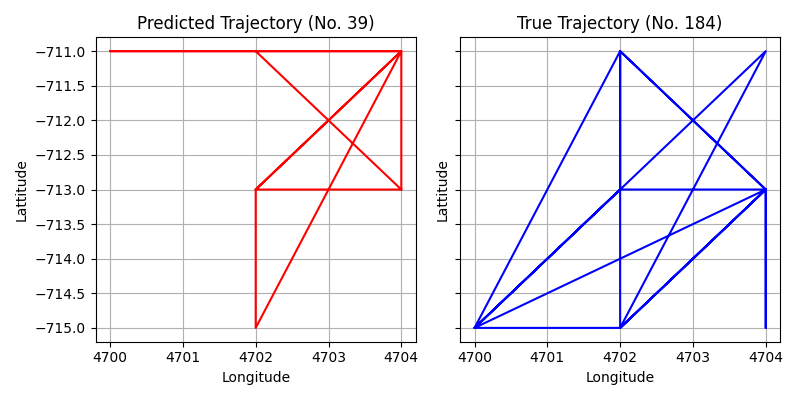 Predicted Trajectory (No. 39)
True Trajectory (No. 184)
−711.0
−711.5
−712.0
−712.5
−713.0
−713.5
−714.0
−714.5
−715.0
Lattitude
Lattitude
4700 4701 4702 4703 4704
4700 4701 4702 4703 4704
Longitude
Longitude